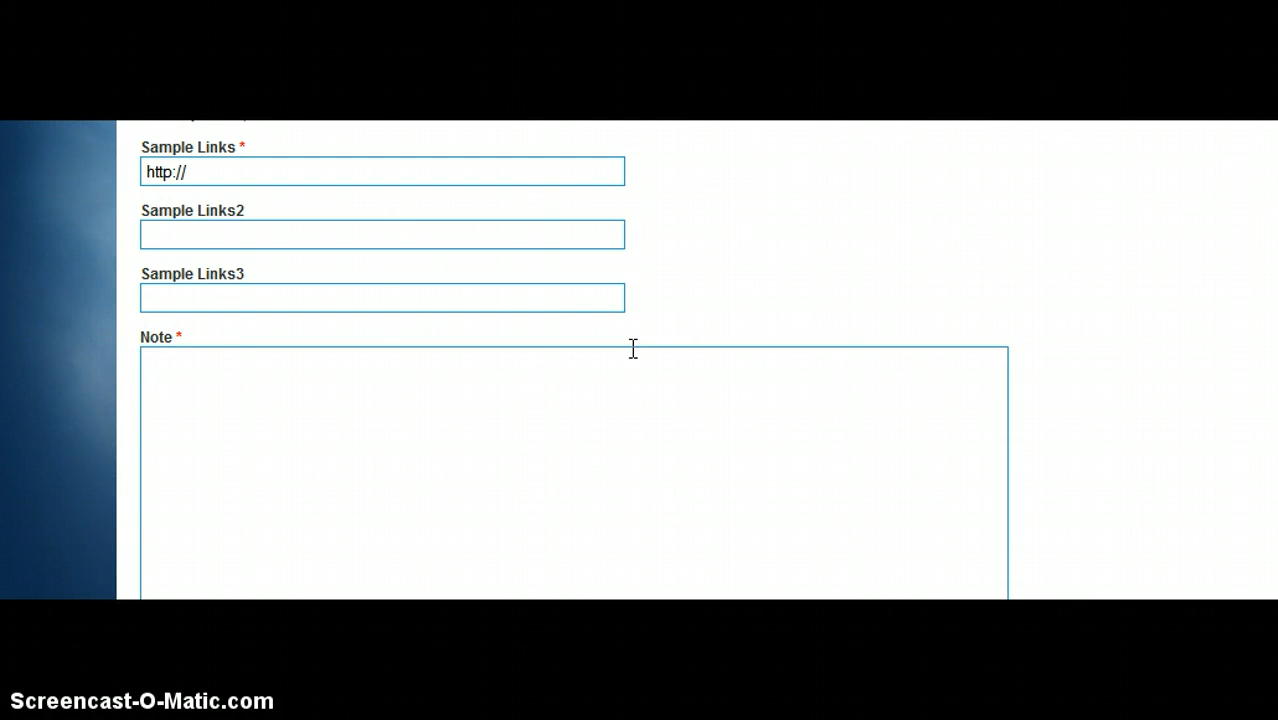 Sample Links *
http://
Sample Links2
Sample Links3
Note *
Screencast-O-Matic.com